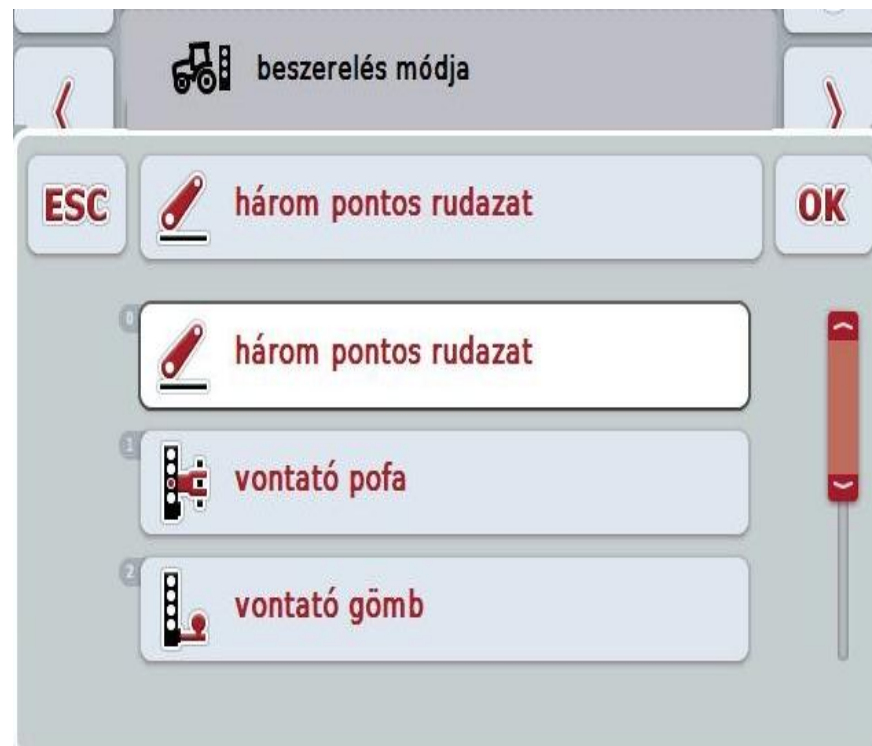 beszerelés módja
ESC
három pontos rudazat
OK
0
három pontos rudazat
1
vontató pofa
2
vontató gömb